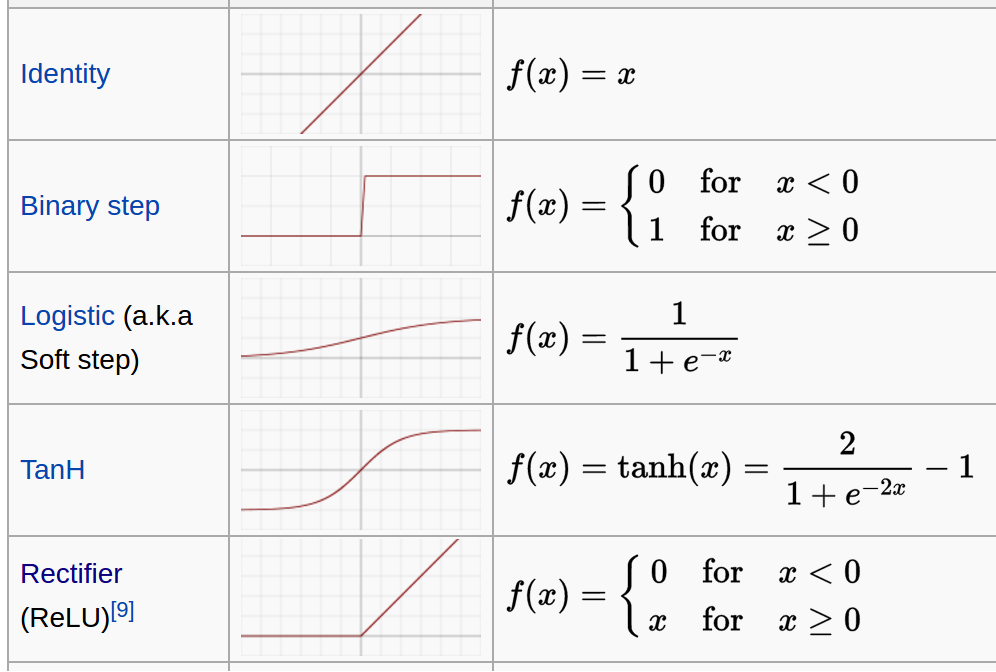 Identity
f(x) = x
Binary step
f(x) = { 0 for x < 0
1 for x ≥ 0
Logistic (a.k.a
Soft step)
f(x) = 1 / (1 + e^{−x})
TanH
f(x) = tanh(x) = 2 / (1 + e^{−2x}) − 1
Rectifier
(ReLU)[9]
f(x) = { 0 for x < 0
x for x ≥ 0